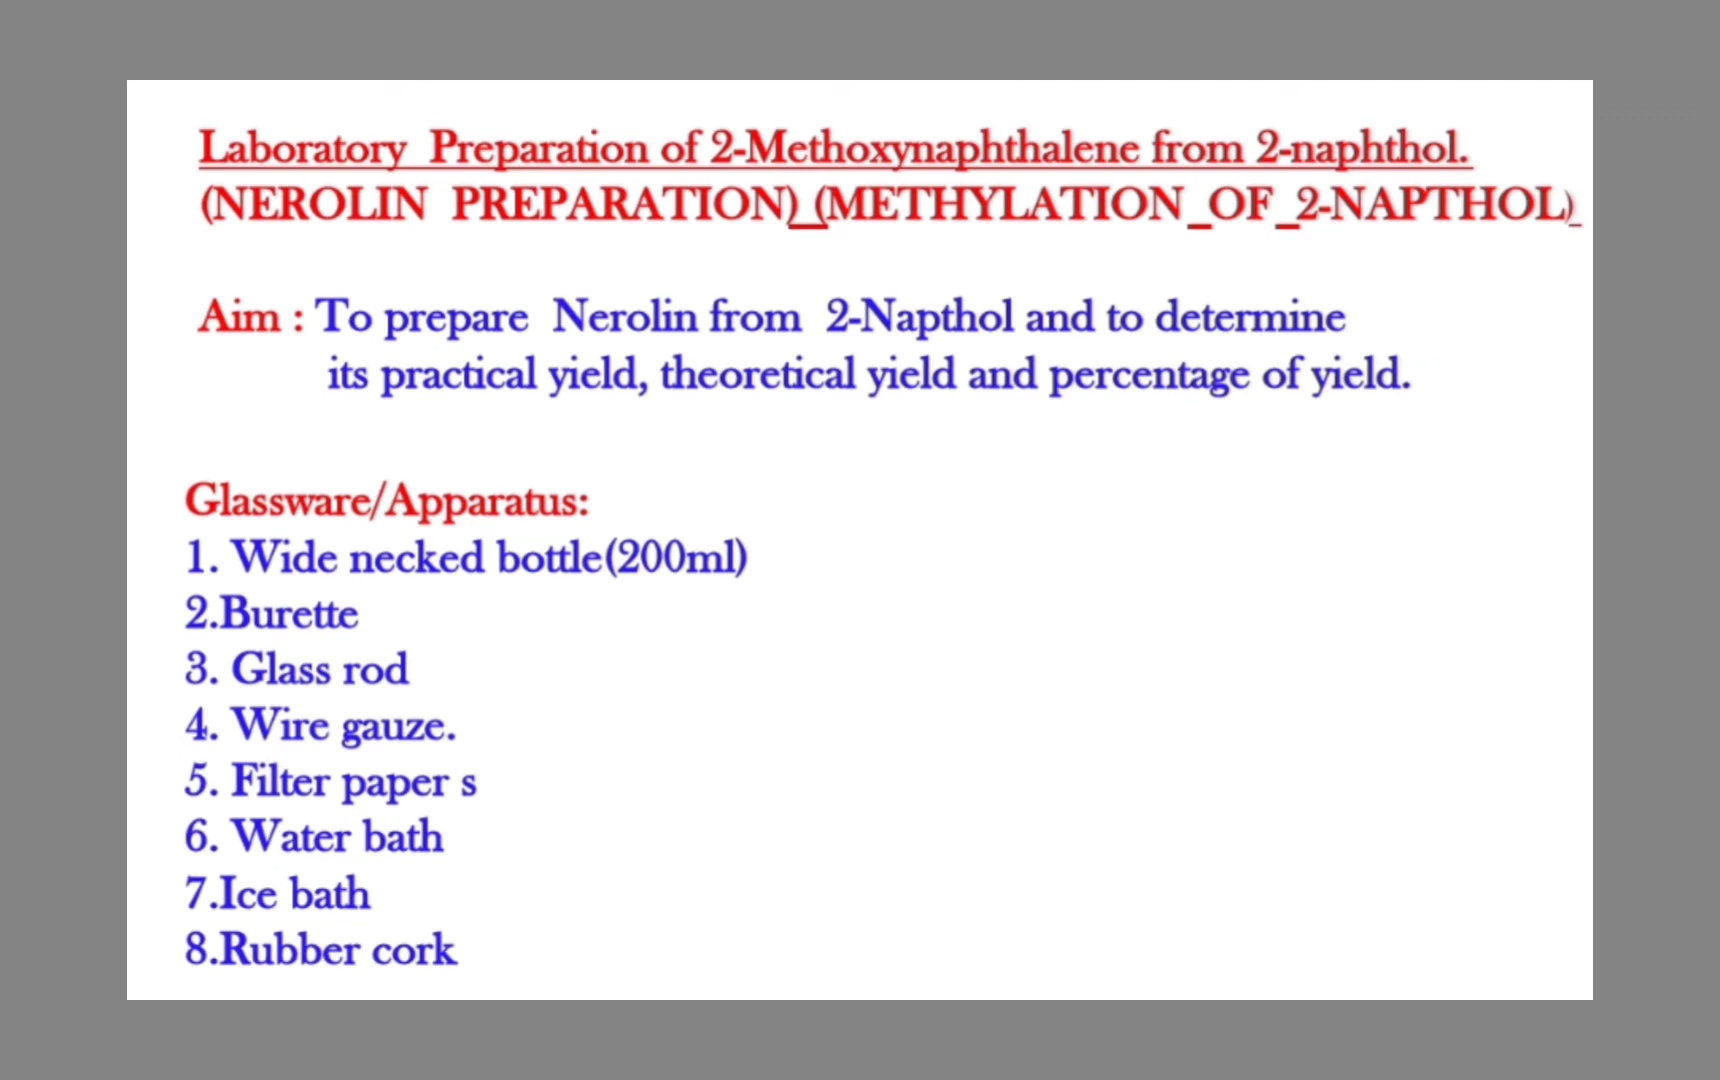 Laboratory Preparation of 2-Methoxynaphthalene from 2-naphthol.
(NEROLIN PREPARATION) (METHYLATION OF 2-NAPTHOL)
Aim : To prepare Nerolin from 2-Napthol and to determine
its practical yield, theoretical yield and percentage of yield.
Glassware/Apparatus:
1. Wide necked bottle(200ml)
2.Burette
3. Glass rod
4. Wire gauze.
5. Filter paper s
6. Water bath
7.Ice bath
8.Rubber cork